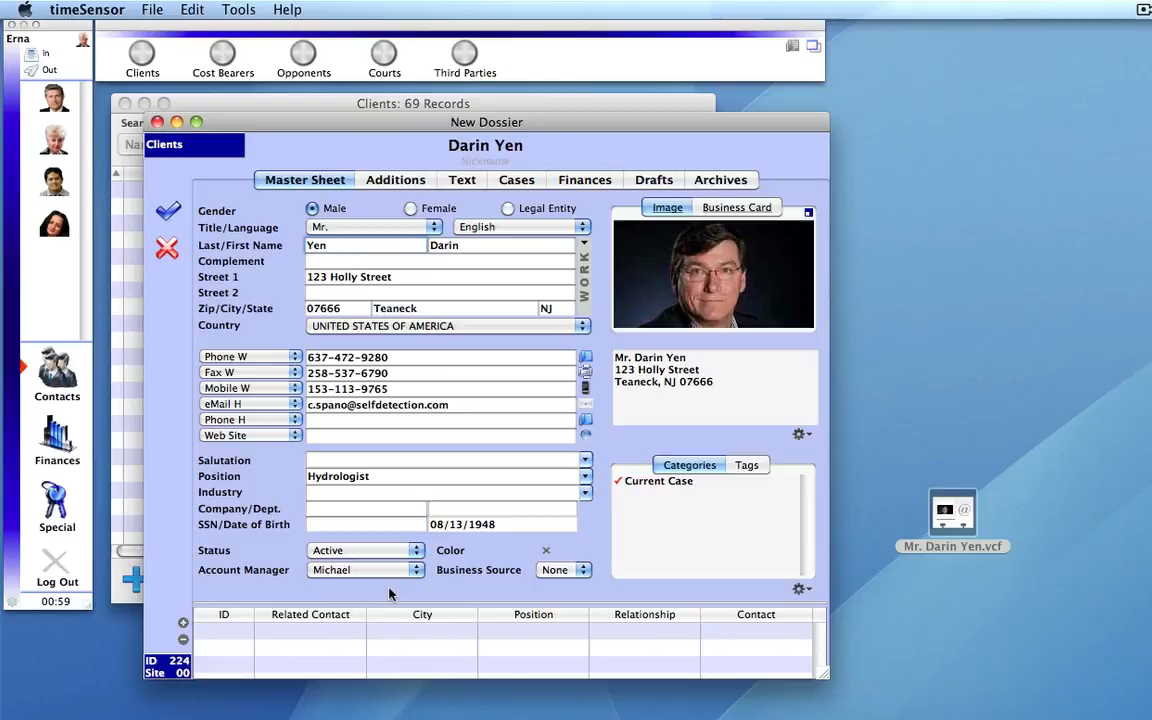 timeSensor File Edit Tools Help
Erna
In
Out
Clients Cost Bearers Opponents Courts Third Parties
Clients: 69 Records
Sear
Na
New Dossier
Clients
Darin Yen
Nickname
Master Sheet Additions Text Cases Finances Drafts Archives
Gender Male Female Legal Entity
Title/Language Mr. English
Last/First Name Yen Darin
Complement
Street 1 123 Holly Street
Street 2
Zip/City/State 07666 Teaneck NJ
Country UNITED STATES OF AMERICA
WORK
Image Business Card
Phone W 637-472-9280
Fax W 258-537-6790
Mobile W 153-113-9765
eMail H c.spano@selfdetection.com
Phone H
Web Site
Mr. Darin Yen
123 Holly Street
Teaneck, NJ 07666
Salutation
Position Hydrologist
Industry
Company/Dept.
SSN/Date of Birth 08/13/1948
Categories Tags
Current Case
Status Active Color
Account Manager Michael Business Source None
ID Related Contact City Position Relationship Contact
ID 224
Site 00
Contacts
Finances
Special
Log Out
00:59
@
Mr. Darin Yen.vcf